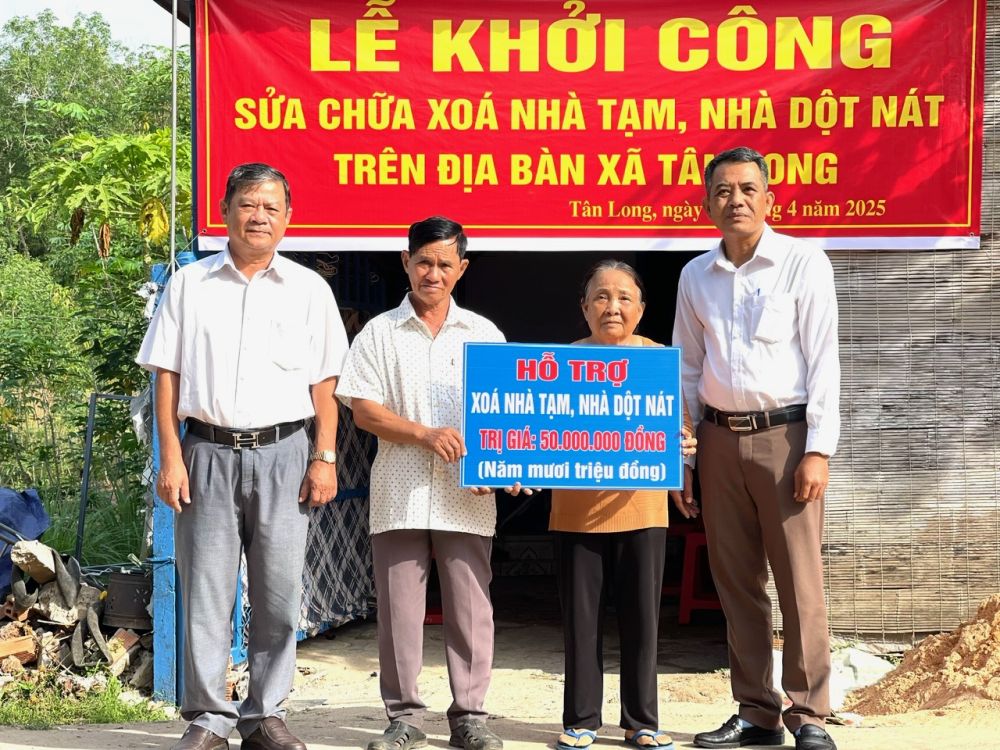 LỄ KHỞI CÔNG
SỬA CHỮA XOÁ NHÀ TẠM, NHÀ DỘT NÁT
TRÊN ĐỊA BÀN XÃ TÂN LONG
Tân Long, ngày 4 năm 2025
HỖ TRỢ
XOÁ NHÀ TẠM, NHÀ DỘT NÁT
TRỊ GIÁ: 50.000.000 ĐỒNG
(Năm mươi triệu đồng)